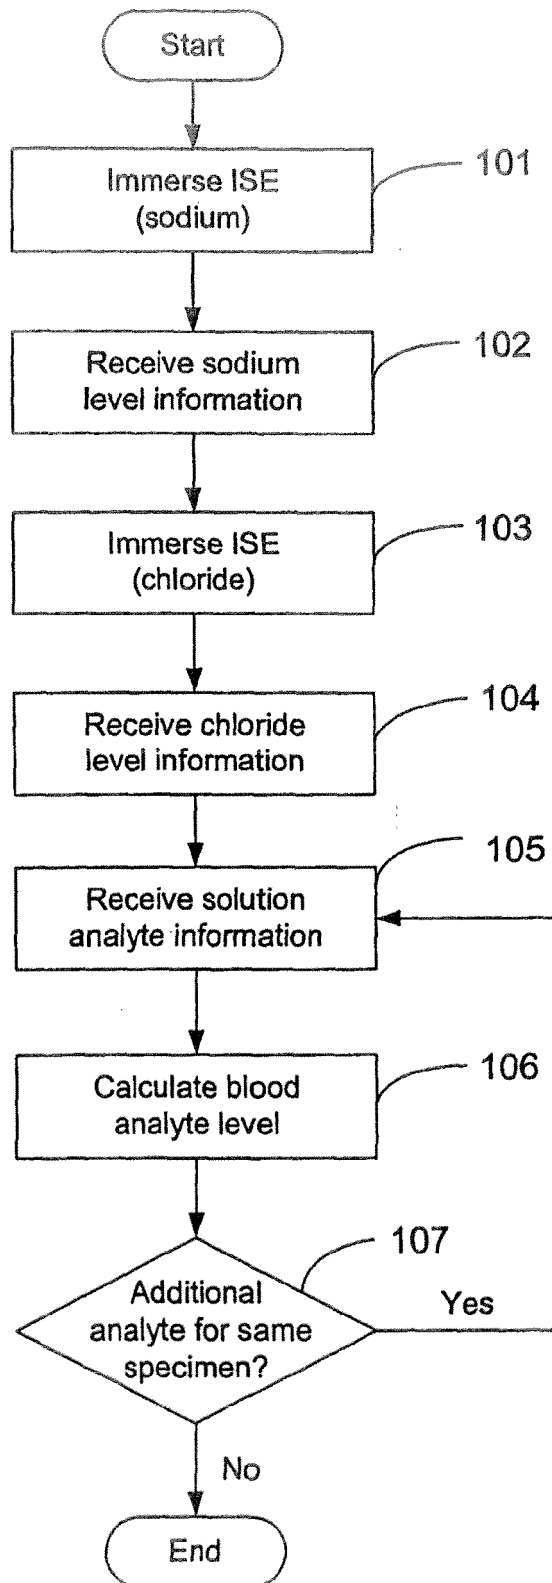 Start
Immerse ISE
(sodium)
101
Receive sodium
level information
102
Immerse ISE
(chloride)
103
Receive chloride
level information
104
Receive solution
analyte information
105
Calculate blood
analyte level
106
Additional
analyte for same
specimen?
107
Yes
No
End